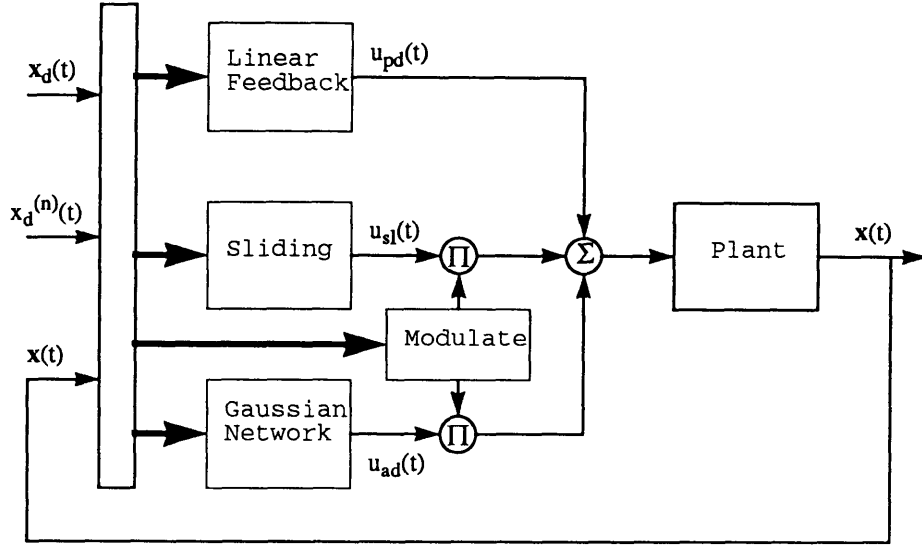 Linear
Feedback
u_pd(t)
x_d(t)
x_d^(n)(t)
Sliding
u_sl(t)
Π
Σ
Plant
x(t)
Modulate
x(t)
Gaussian
Network
Π
u_ad(t)